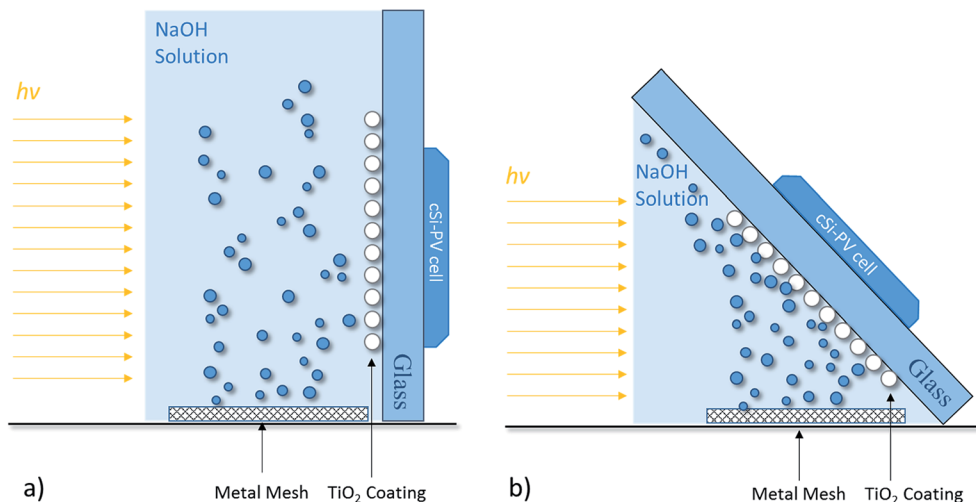 NaOH
Solution
hv
cSi-PV cell
Glass
a)
Metal Mesh
TiO₂ Coating
NaOH
Solution
hv
cSi-PV cell
Glass
b)
Metal Mesh
TiO₂ Coating